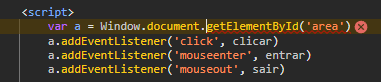 <script>
var a = Window.document.getElementById('area')
a.addEventListener('click', clicar)
a.addEventListener('mouseenter', entrar)
a.addEventListener('mouseout', sair)